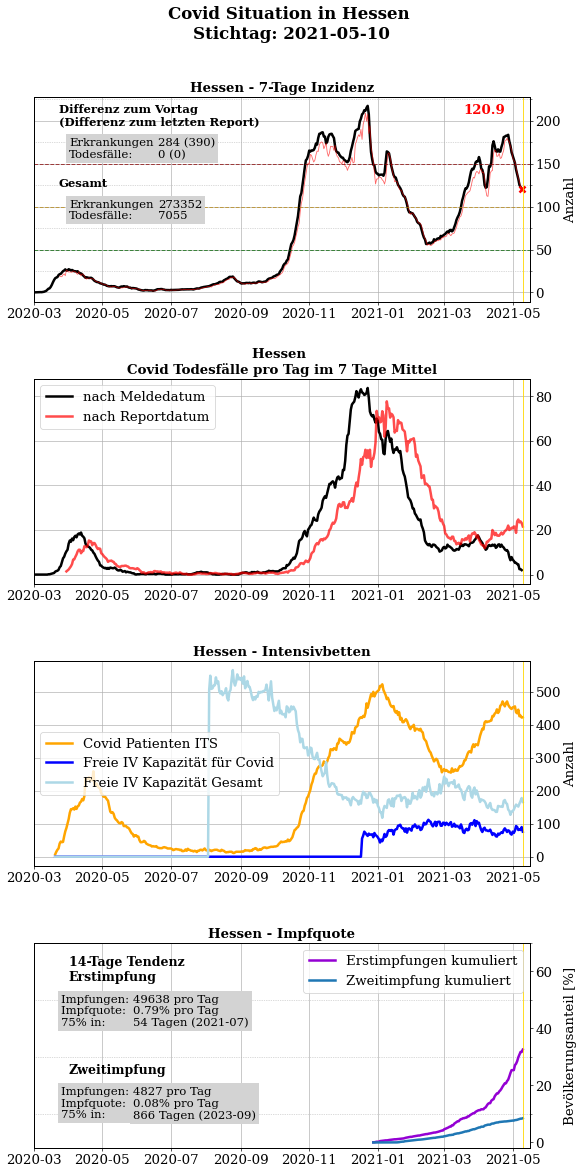 Covid Situation in Hessen
Stichtag: 2021-05-10
Hessen - 7-Tage Inzidenz
Differenz zum Vortag
(Differenz zum letzten Report)
120.9
Erkrankungen 284 (390)
Todesfälle: 0 (0)
Gesamt
Erkrankungen 273352
Todesfälle: 7055
200
150
100
50
0
Anzahl
2020-03 2020-05 2020-07 2020-09 2020-11 2021-01 2021-03 2021-05
Hessen
Covid Todesfälle pro Tag im 7 Tage Mittel
nach Meldedatum
nach Reportdatum
80
60
40
20
0
2020-03 2020-05 2020-07 2020-09 2020-11 2021-01 2021-03 2021-05
Hessen - Intensivbetten
Covid Patienten ITS
Freie IV Kapazität für Covid
Freie IV Kapazität Gesamt
500
400
300
200
100
0
Anzahl
2020-03 2020-05 2020-07 2020-09 2020-11 2021-01 2021-03 2021-05
Hessen - Impfquote
14-Tage Tendenz
Erstimpfung
Impfungen: 49638 pro Tag
Impfquote: 0.79% pro Tag
75% in: 54 Tagen (2021-07)
Zweitimpfung
Impfungen: 4827 pro Tag
Impfquote: 0.08% pro Tag
75% in: 866 Tagen (2023-09)
Erstimpfungen kumuliert
Zweitimpfung kumuliert
60
40
20
0
Bevölkerungsanteil [%]
2020-03 2020-05 2020-07 2020-09 2020-11 2021-01 2021-03 2021-05